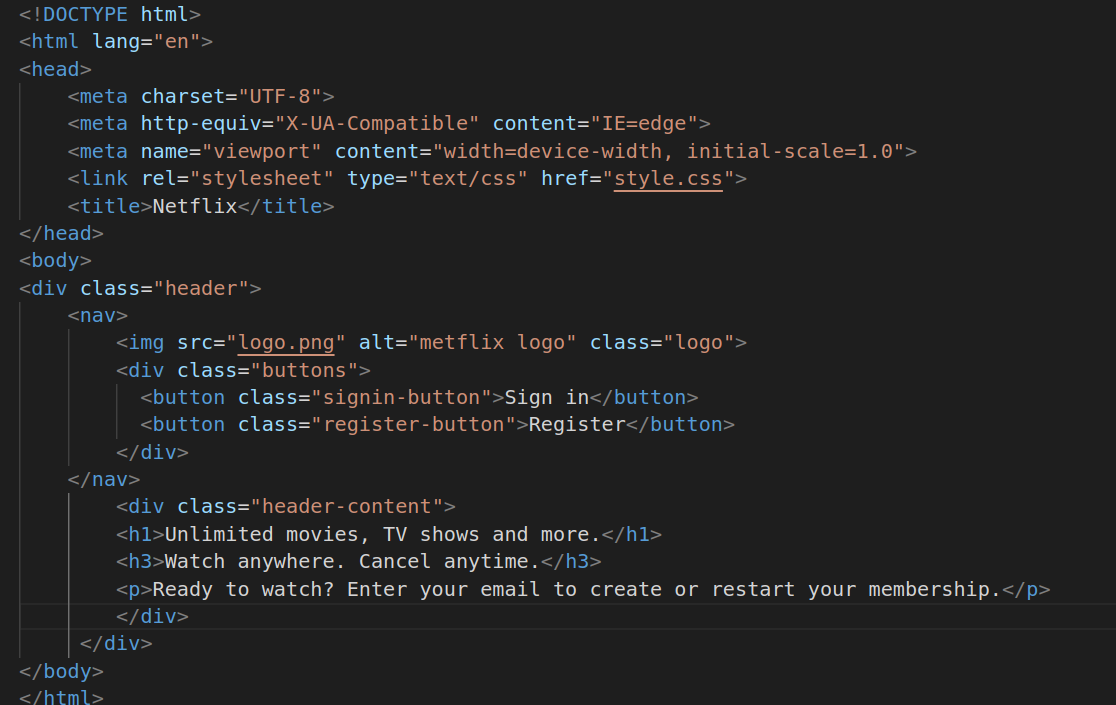 <!DOCTYPE html>
<html lang="en">
<head>
    <meta charset="UTF-8">
    <meta http-equiv="X-UA-Compatible" content="IE=edge">
    <meta name="viewport" content="width=device-width, initial-scale=1.0">
    <link rel="stylesheet" type="text/css" href="style.css">
    <title>Netflix</title>
</head>
<body>
<div class="header">
    <nav>
        <img src="logo.png" alt="metflix logo" class="logo">
        <div class="buttons">
          <button class="signin-button">Sign in</button>
          <button class="register-button">Register</button>
        </div>
    </nav>
        <div class="header-content">
        <h1>Unlimited movies, TV shows and more.</h1>
        <h3>Watch anywhere. Cancel anytime.</h3>
        <p>Ready to watch? Enter your email to create or restart your membership.</p>
        </div>
     </div>
</body>
</html>